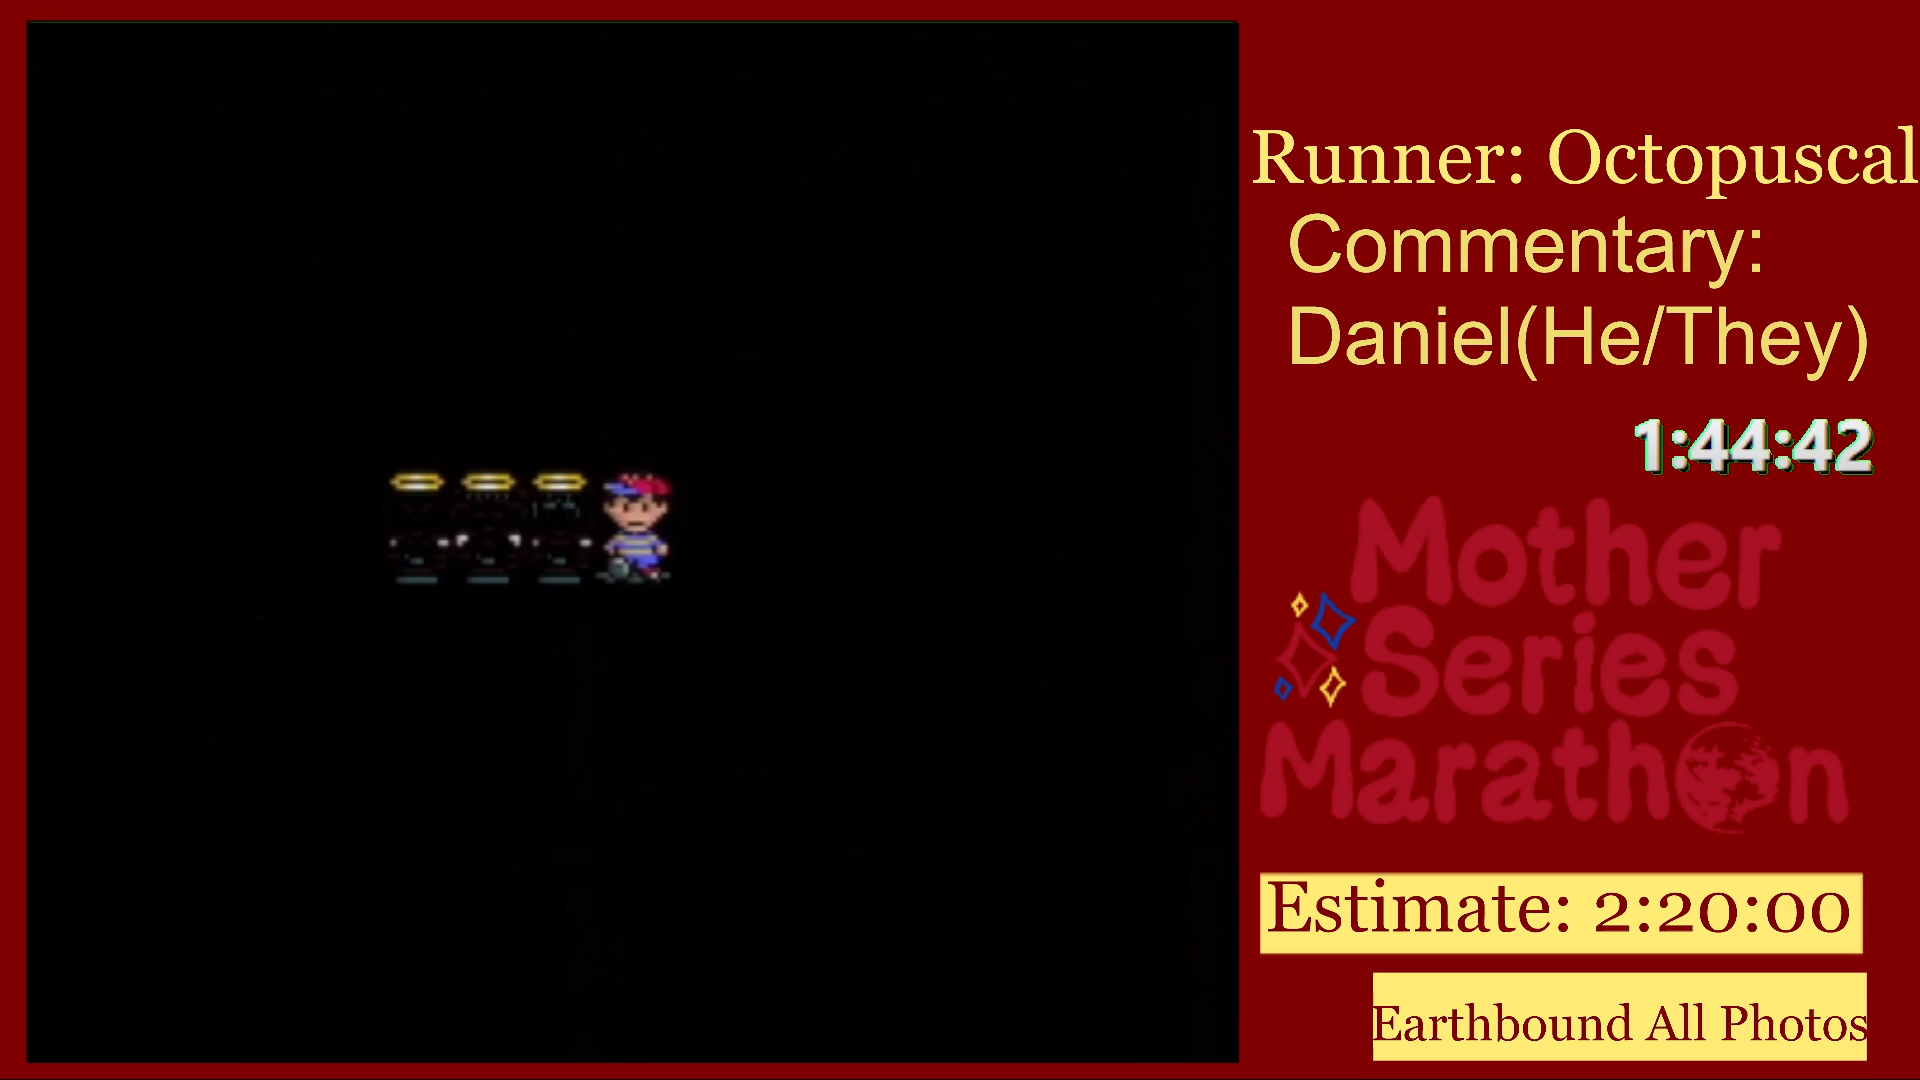 Runner: Octopuscal
Commentary:
Daniel(He/They)
1:44:42
Mother
Series
Marathon
Estimate: 2:20:00
Earthbound All Photos